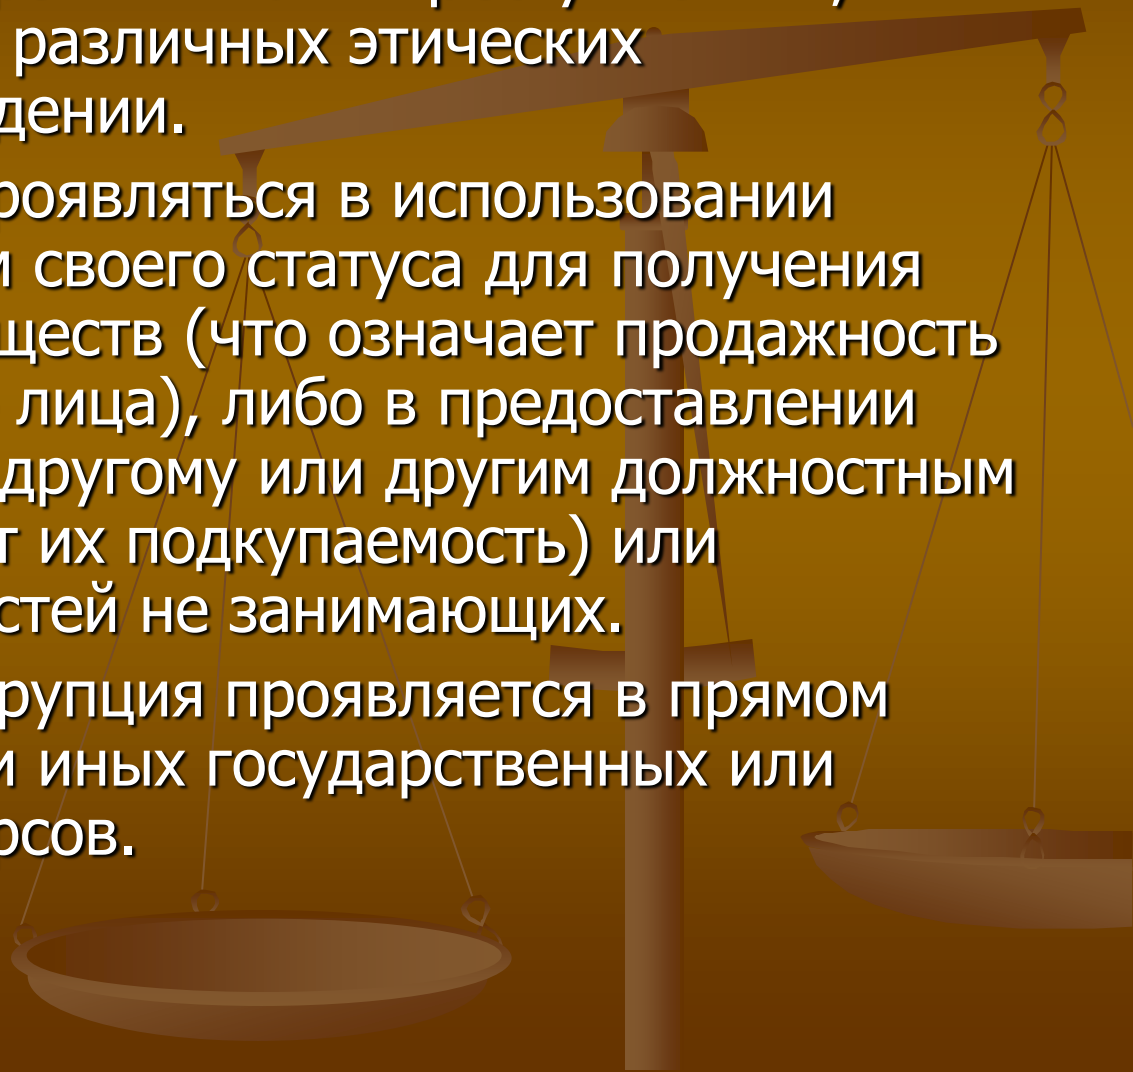 различных этических
дении.
роявляться в использовании
и своего статуса для получения
ществ (что означает продажность
лица), либо в предоставлении
другому или другим должностным
т их подкупаемость) или
стей не занимающих.
рупция проявляется в прямом
и иных государственных или
рсов.